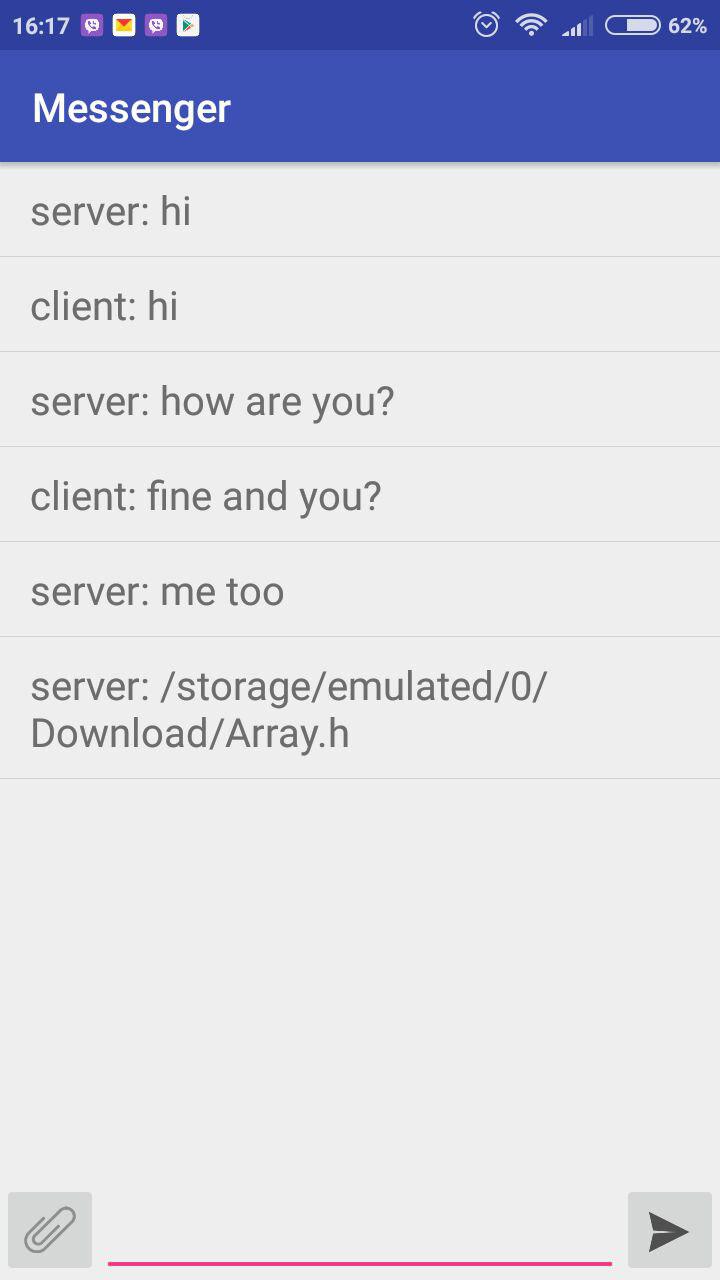 16:17 62%
Messenger
server: hi
client: hi
server: how are you?
client: fine and you?
server: me too
server: /storage/emulated/0/
Download/Array.h